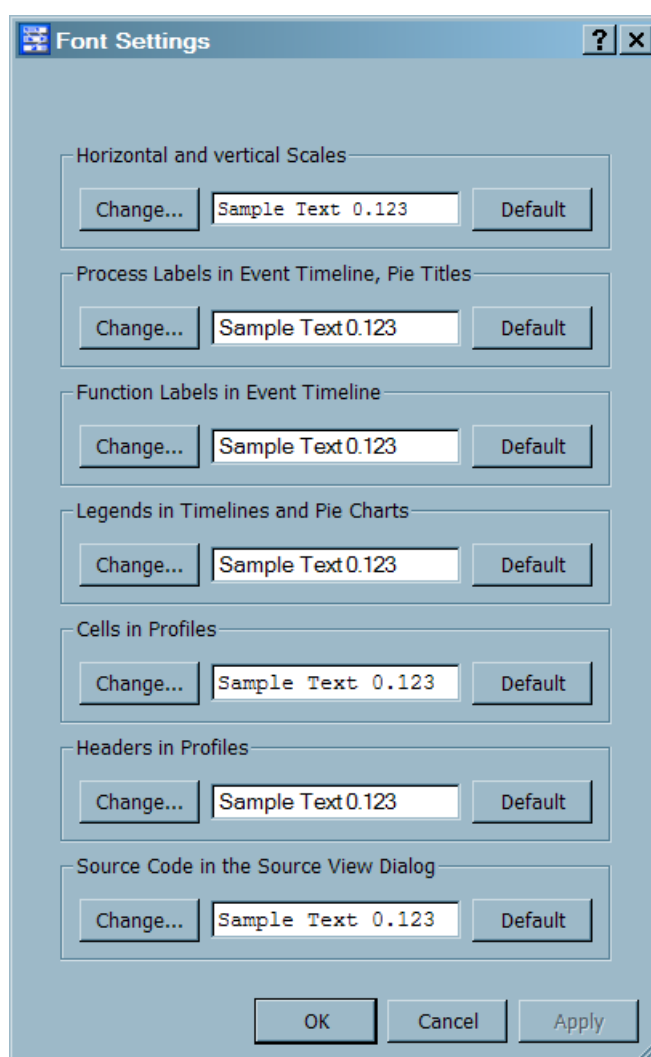 Font Settings
? ×
Horizontal and vertical Scales
Change... Sample Text 0.123 Default
Process Labels in Event Timeline, Pie Titles
Change... Sample Text 0.123 Default
Function Labels in Event Timeline
Change... Sample Text 0.123 Default
Legends in Timelines and Pie Charts
Change... Sample Text 0.123 Default
Cells in Profiles
Change... Sample Text 0.123 Default
Headers in Profiles
Change... Sample Text 0.123 Default
Source Code in the Source View Dialog
Change... Sample Text 0.123 Default
OK Cancel Apply